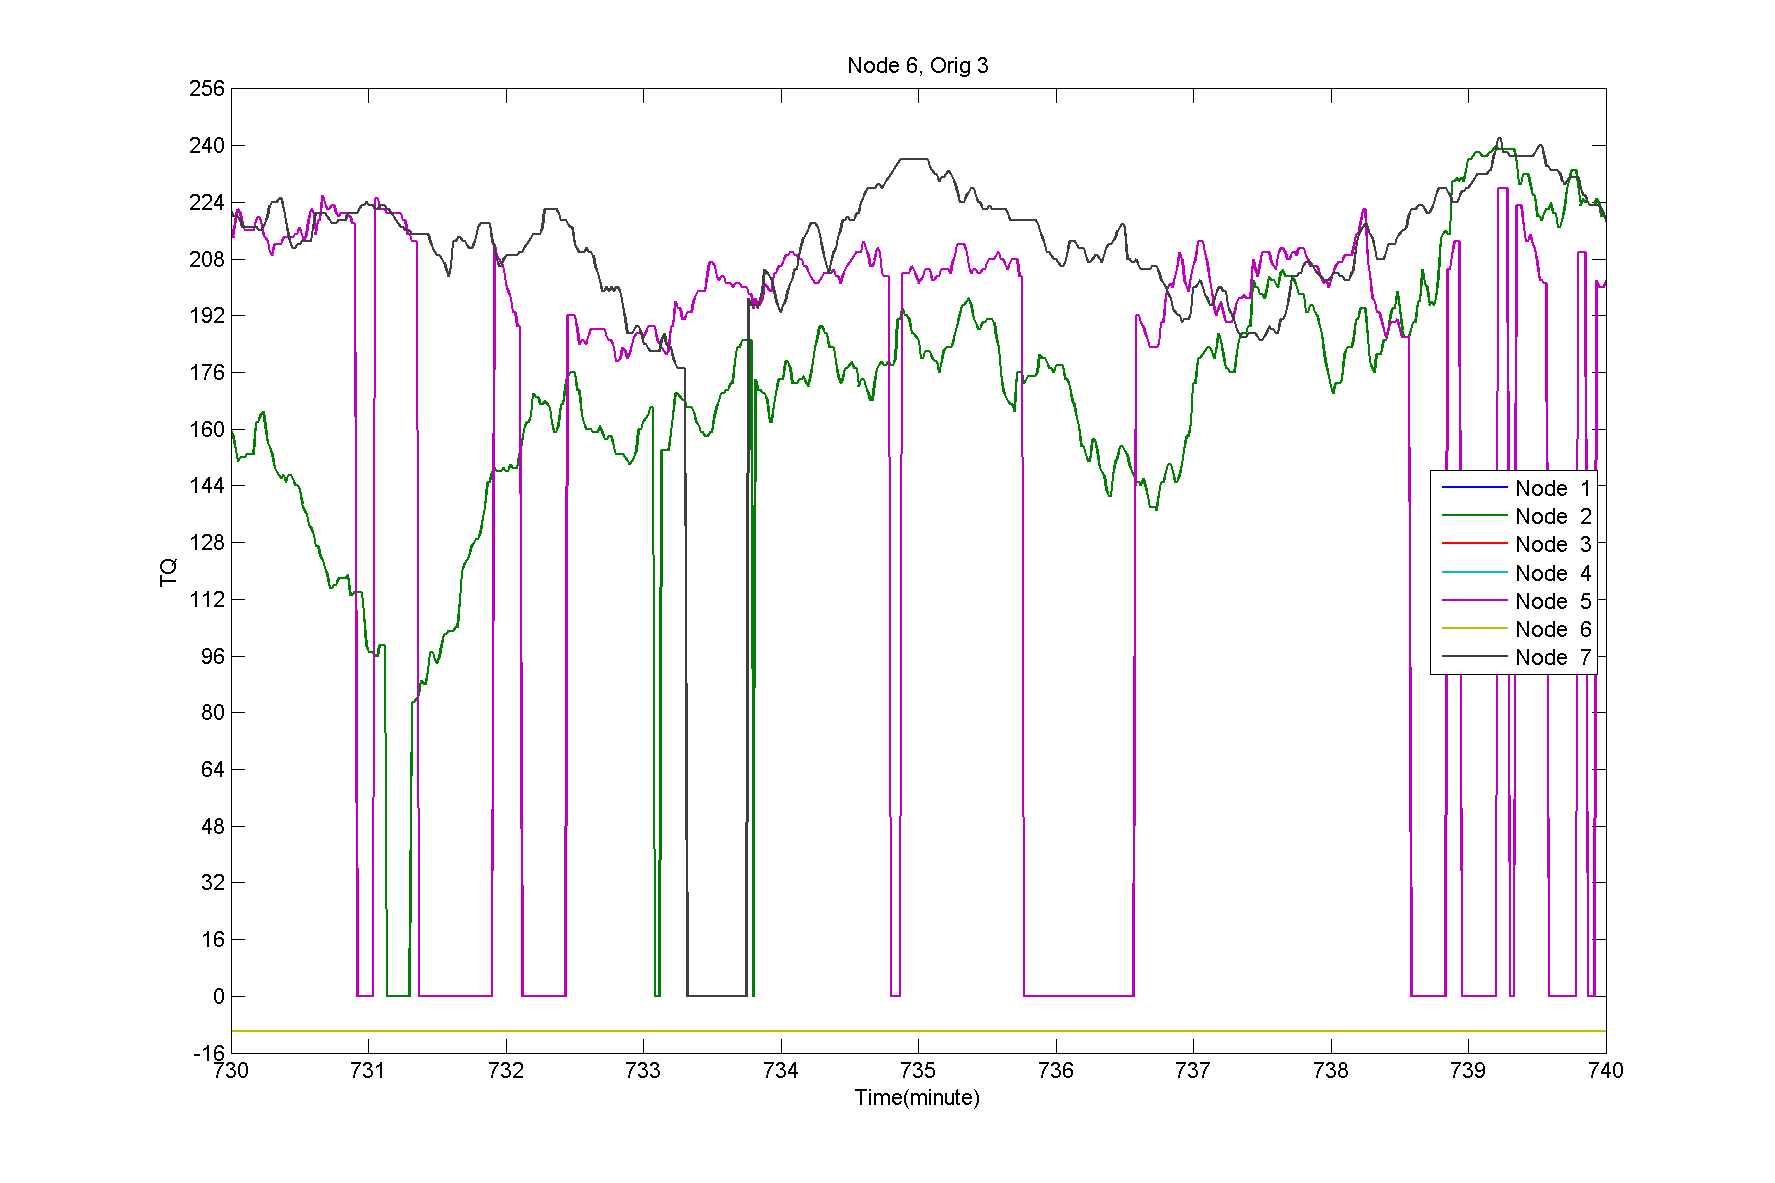 Node 6, Orig 3
256
240
224
208
192
176
160
144
128
112
96
80
64
48
32
16
0
-16
TQ
Node 1
Node 2
Node 3
Node 4
Node 5
Node 6
Node 7
730 731 732 733 734 735 736 737 738 739 740
Time(minute)